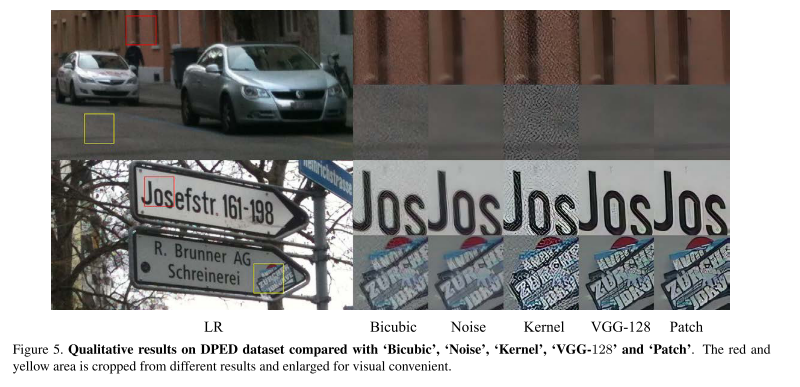 Heinrichstrasse
Josefstr. 161-198
R. Brunner AG
Schreinerei
Jos Jos Jos Jos Jos
LR Bicubic Noise Kernel VGG-128 Patch
Figure 5. Qualitative results on DPED dataset compared with ‘Bicubic’, ‘Noise’, ‘Kernel’, ‘VGG-128’ and ‘Patch’. The red and
yellow area is cropped from different results and enlarged for visual convenient.